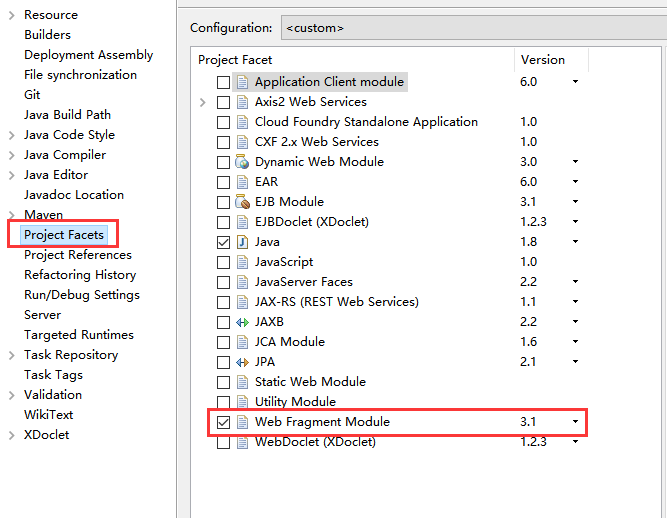 Resource
Builders
Deployment Assembly
File synchronization
Git
Java Build Path
Java Code Style
Java Compiler
Java Editor
Javadoc Location
Maven
Project Facets
Project References
Refactoring History
Run/Debug Settings
Server
Targeted Runtimes
Task Repository
Task Tags
Validation
WikiText
XDoclet
Configuration: <custom>
Project Facet Version
Application Client module 6.0
Axis2 Web Services
Cloud Foundry Standalone Application 1.0
CXF 2.x Web Services 1.0
Dynamic Web Module 3.0
EAR 6.0
EJB Module 3.1
EJBDoclet (XDoclet) 1.2.3
Java 1.8
JavaScript 1.0
JavaServer Faces 2.2
JAX-RS (REST Web Services) 1.1
JAXB 2.2
JCA Module 1.6
JPA 2.1
Static Web Module
Utility Module
Web Fragment Module 3.1
WebDoclet (XDoclet) 1.2.3